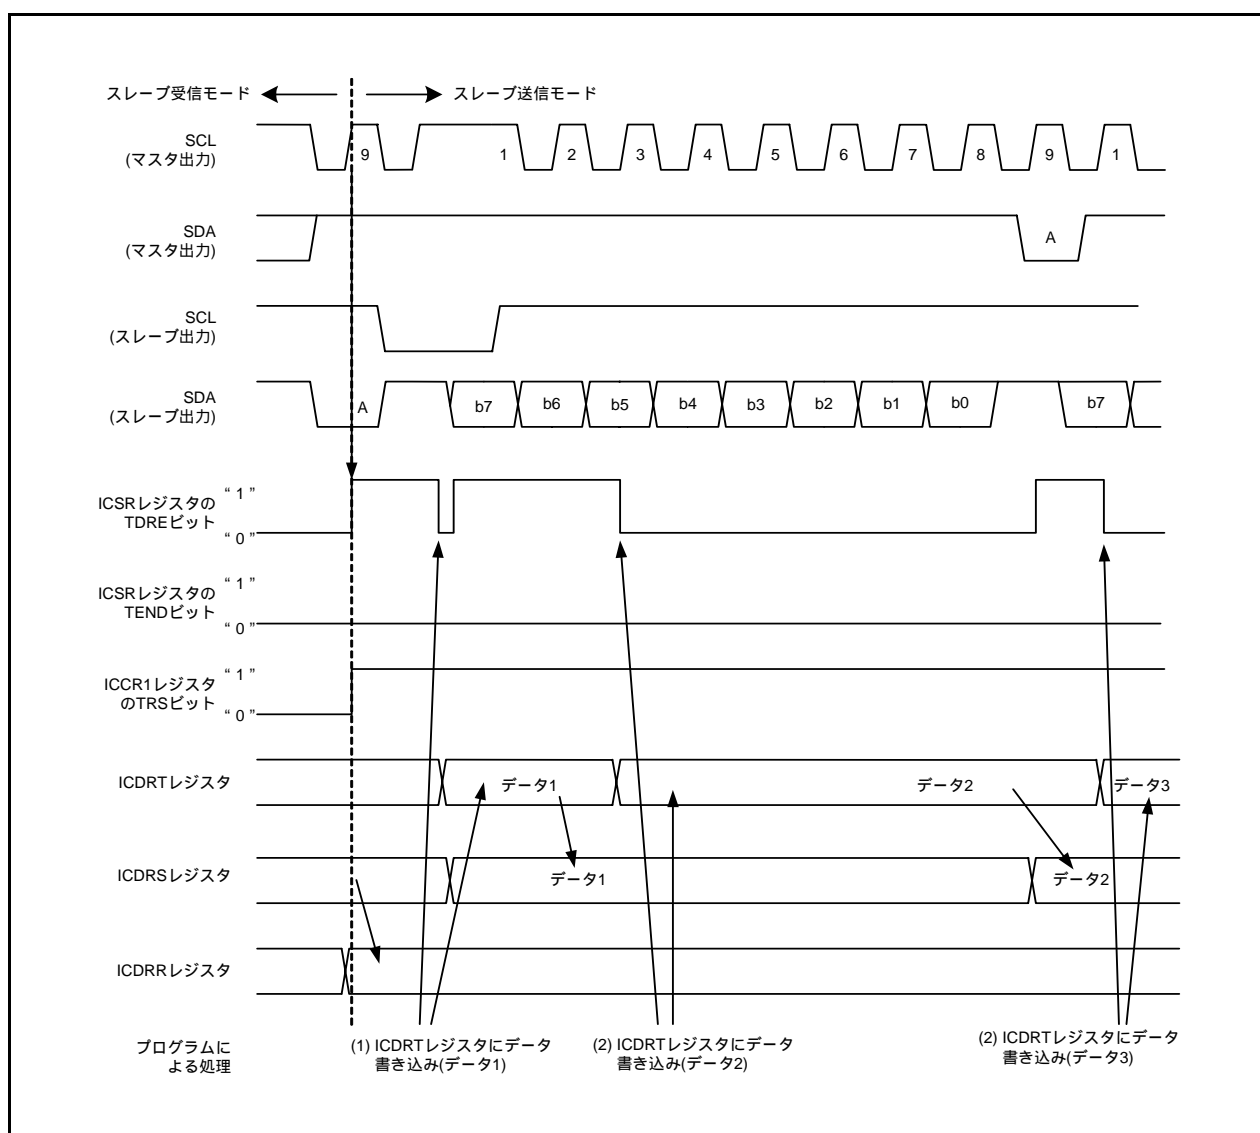 スレーブ受信モード
スレーブ送信モード
SCL
(マスタ出力)
9
1
2
3
4
5
6
7
8
9
1
SDA
(マスタ出力)
A
SCL
(スレーブ出力)
SDA
(スレーブ出力)
A
b7
b6
b5
b4
b3
b2
b1
b0
b7
ICSRレジスタの
TDREビット
“ 1 ”
“ 0 ”
ICSRレジスタの
TENDビット
“ 1 ”
“ 0 ”
ICCR1レジスタ
のTRSビット
“ 1 ”
“ 0 ”
ICDRTレジスタ
データ1
データ2
データ3
ICDRSレジスタ
データ1
データ2
ICDRRレジスタ
プログラムに
よる処理
(1) ICDRTレジスタにデータ
書き込み(データ1)
(2) ICDRTレジスタにデータ
書き込み(データ2)
(2) ICDRTレジスタにデータ
書き込み(データ3)